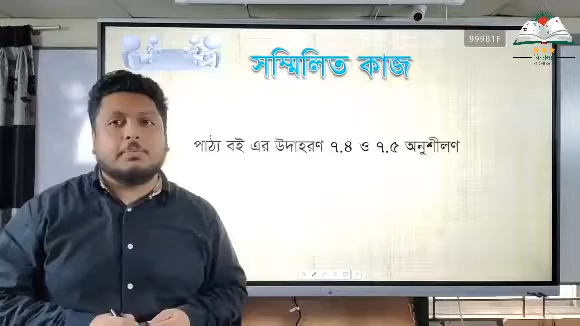 99981F
সম্মিলিত কাজ
পাঠ্য বই এর উদাহরণ ৭.৪ ও ৭.৫ অনুশীলণ